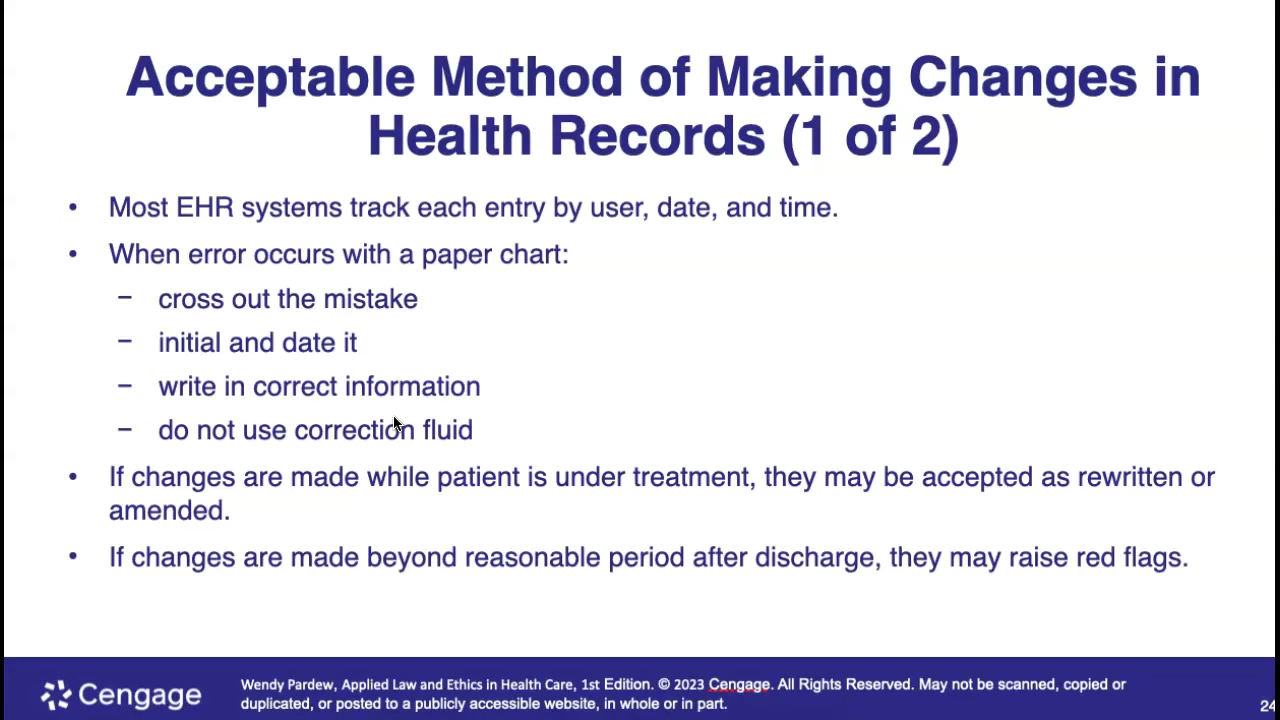 Acceptable Method of Making Changes in
Health Records (1 of 2)
• Most EHR systems track each entry by user, date, and time.
• When error occurs with a paper chart:
– cross out the mistake
– initial and date it
– write in correct information
– do not use correction fluid
• If changes are made while patient is under treatment, they may be accepted as rewritten or
amended.
• If changes are made beyond reasonable period after discharge, they may raise red flags.
Cengage
Wendy Pardew, Applied Law and Ethics in Health Care, 1st Edition. © 2023 Cengage. All Rights Reserved. May not be scanned, copied or
duplicated, or posted to a publicly accessible website, in whole or in part.
24